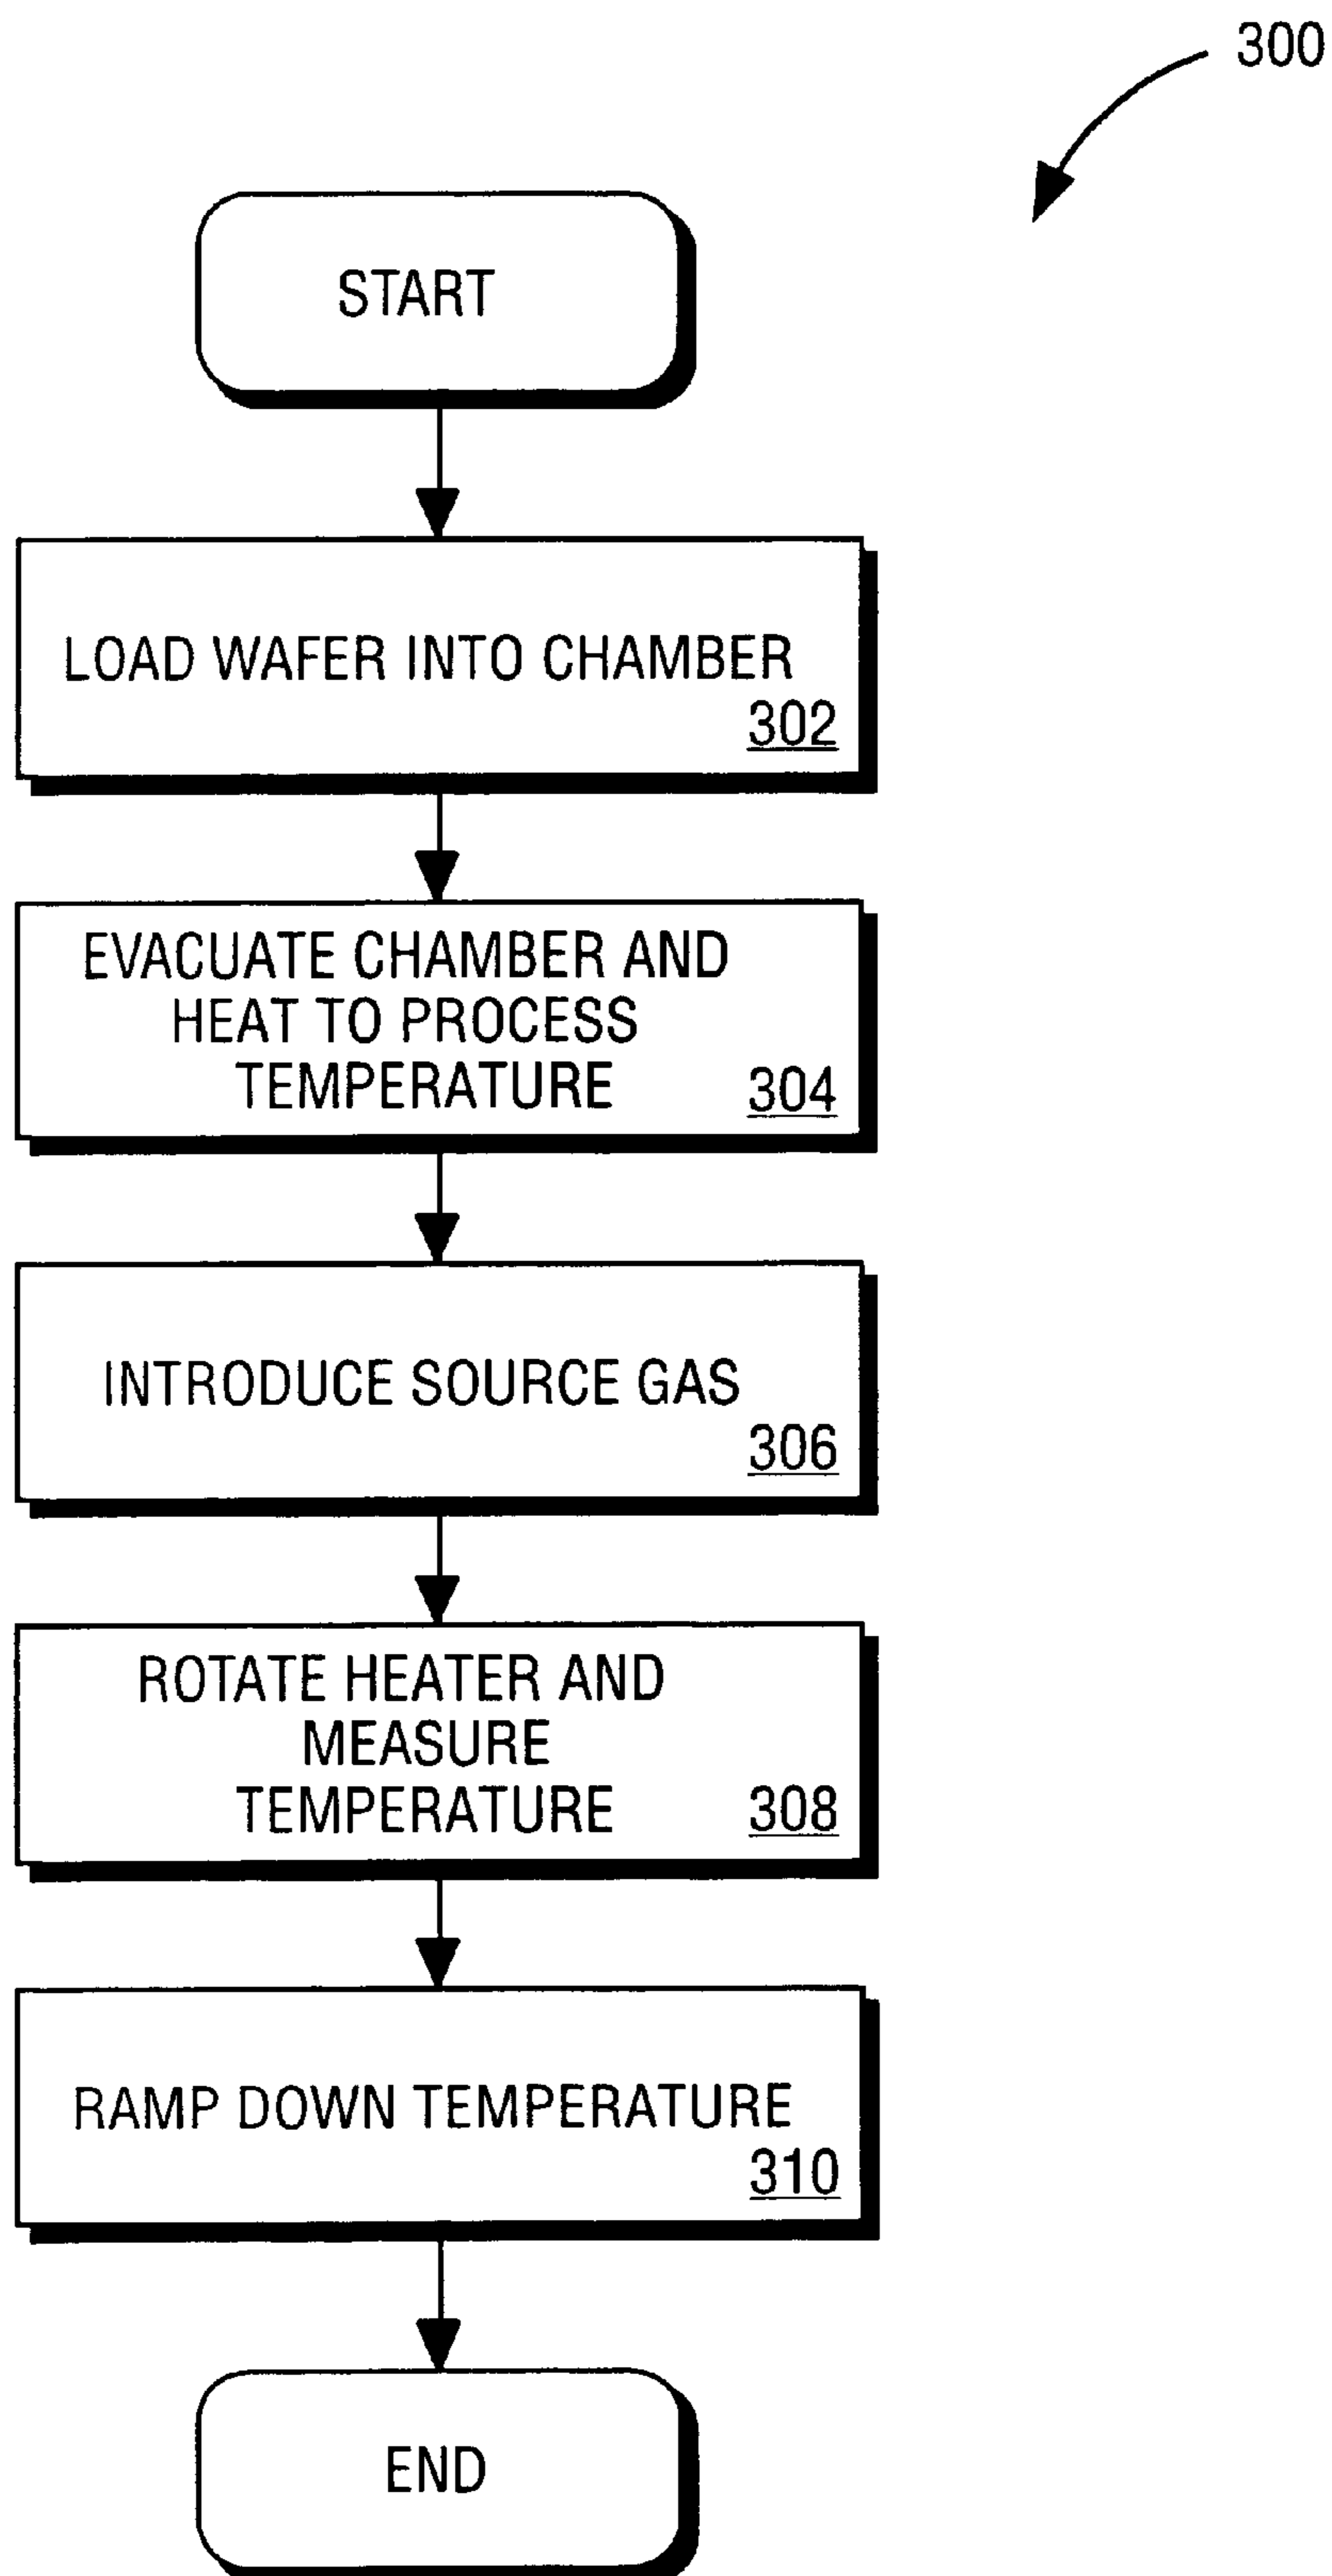 300
START
LOAD WAFER INTO CHAMBER
302
EVACUATE CHAMBER AND
HEAT TO PROCESS
TEMPERATURE
304
INTRODUCE SOURCE GAS
306
ROTATE HEATER AND
MEASURE
TEMPERATURE
308
RAMP DOWN TEMPERATURE
310
END